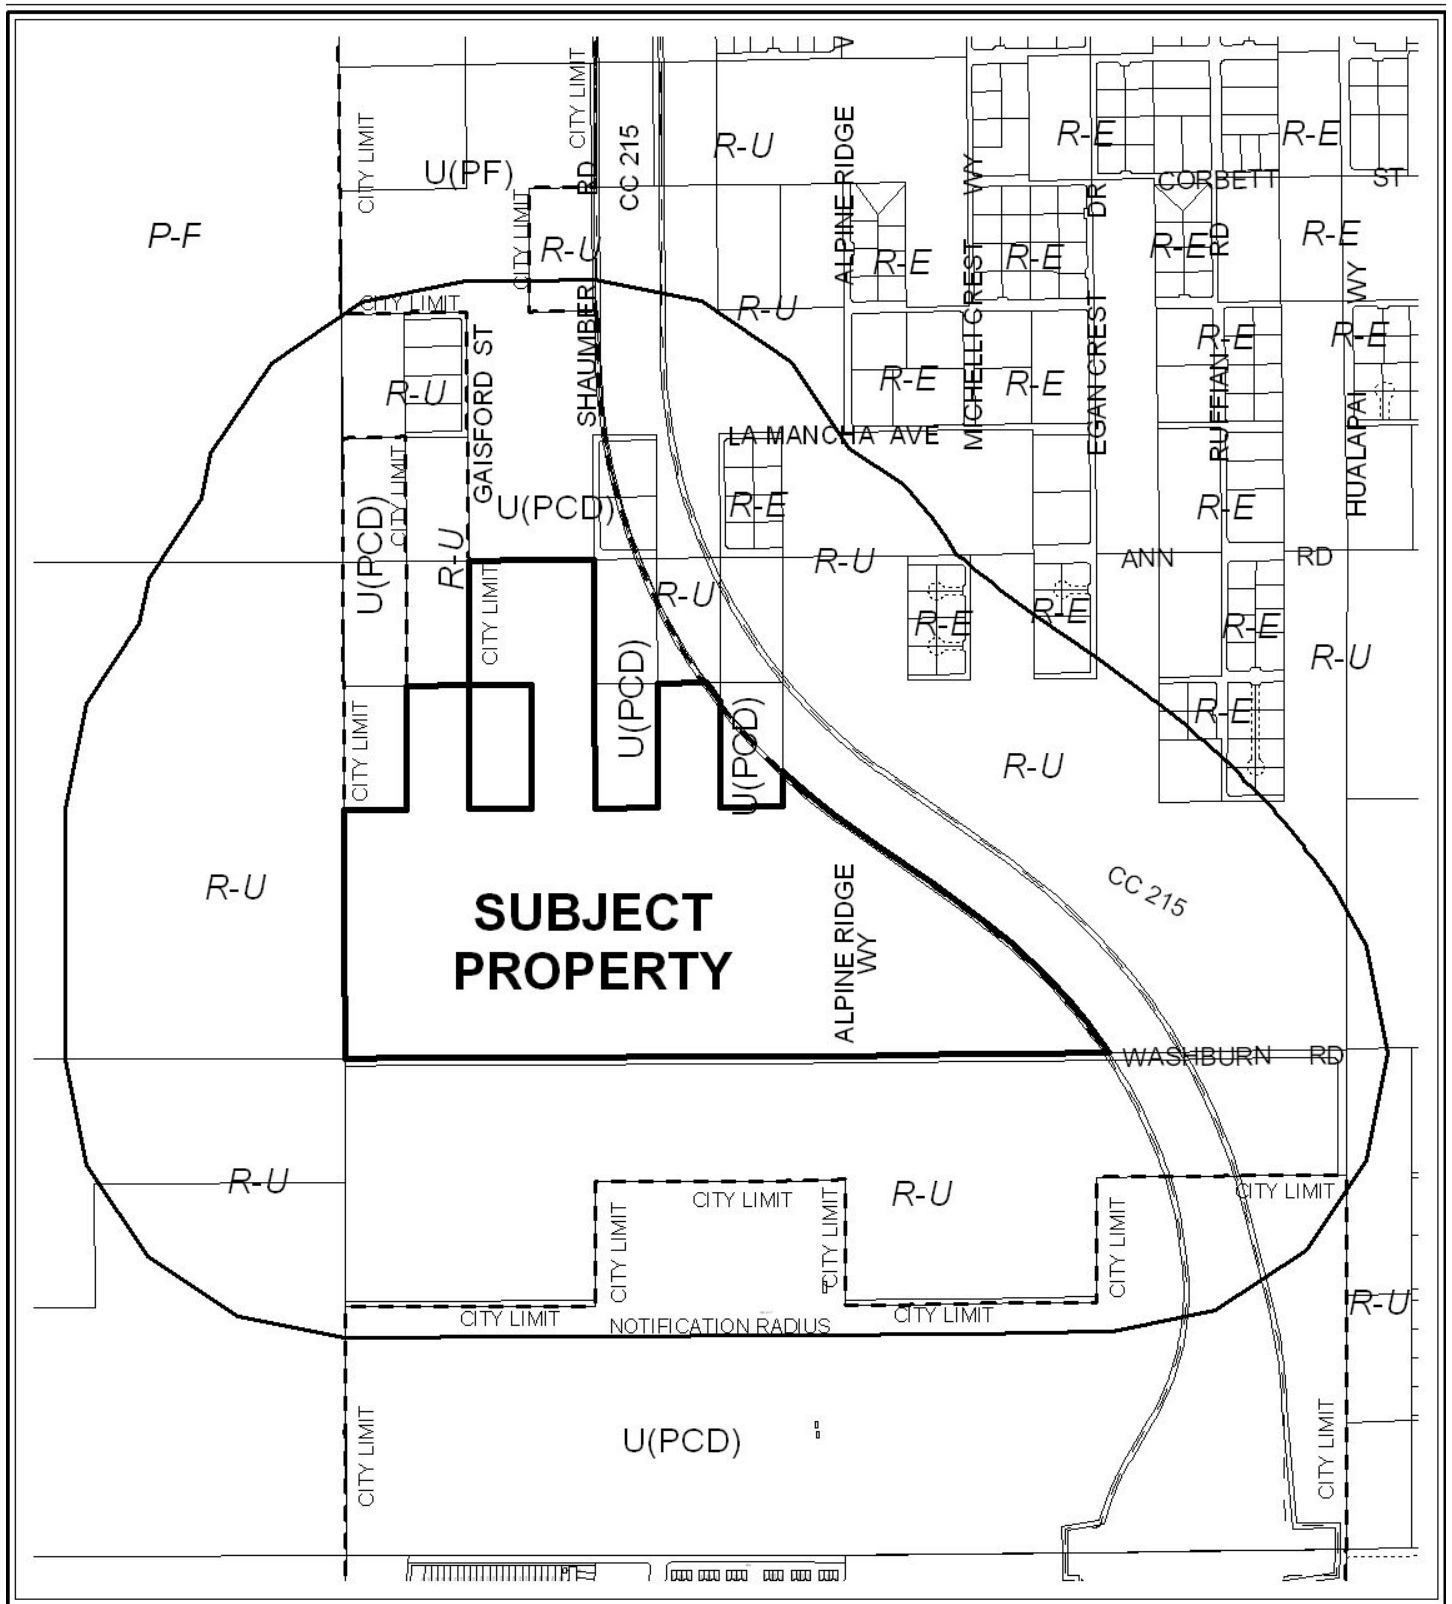 CITY LIMIT
CITY LIMIT
CC 215
R-U
ALPINE RIDGE
WY
R-E
R-E
U(PF)
RD
CORBETT ST
DR
P-F
CITY LIMIT
R-U
R-E
R-E
R-E
RD
R-E
CITY LIMIT
SHAUMBER
R-U
MICHELLI CREST
EGAN CREST
WY
GAISFORD ST
R-U
R-E
R-E
R-E
R-E
RUFFIAN
HUALAPAI
LA MANCHA AVE
CITY LIMIT
U(PCD)
U(PCD)
R-E
R-E
R-U
R-U
ANN RD
CITY LIMIT
R-U
R-E
R-E
R-E
U(PCD)
R-U
CITY LIMIT
U(PCD)
R-E
R-U
R-U
SUBJECT
PROPERTY
ALPINE RIDGE
WY
CC 215
WASHBURN RD
R-U
CITY LIMIT
CITY LIMIT
CITY LIMIT
R-U
CITY LIMIT
CITY LIMIT
CITY LIMIT
NOTIFICATION RADIUS
CITY LIMIT
R-U
CITY LIMIT
U(PCD)
CITY LIMIT